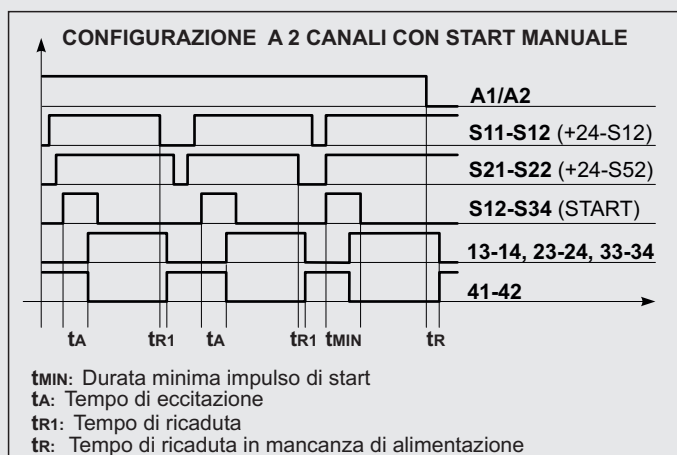 CONFIGURAZIONE A 2 CANALI CON START MANUALE
A1/A2
S11-S12 (+24-S12)
S21-S22 (+24-S52)
S12-S34 (START)
13-14, 23-24, 33-34
41-42
tA tR1 tA tR1 tMIN tR
tMIN: Durata minima impulso di start
tA: Tempo di eccitazione
tR1: Tempo di ricaduta
tR: Tempo di ricaduta in mancanza di alimentazione